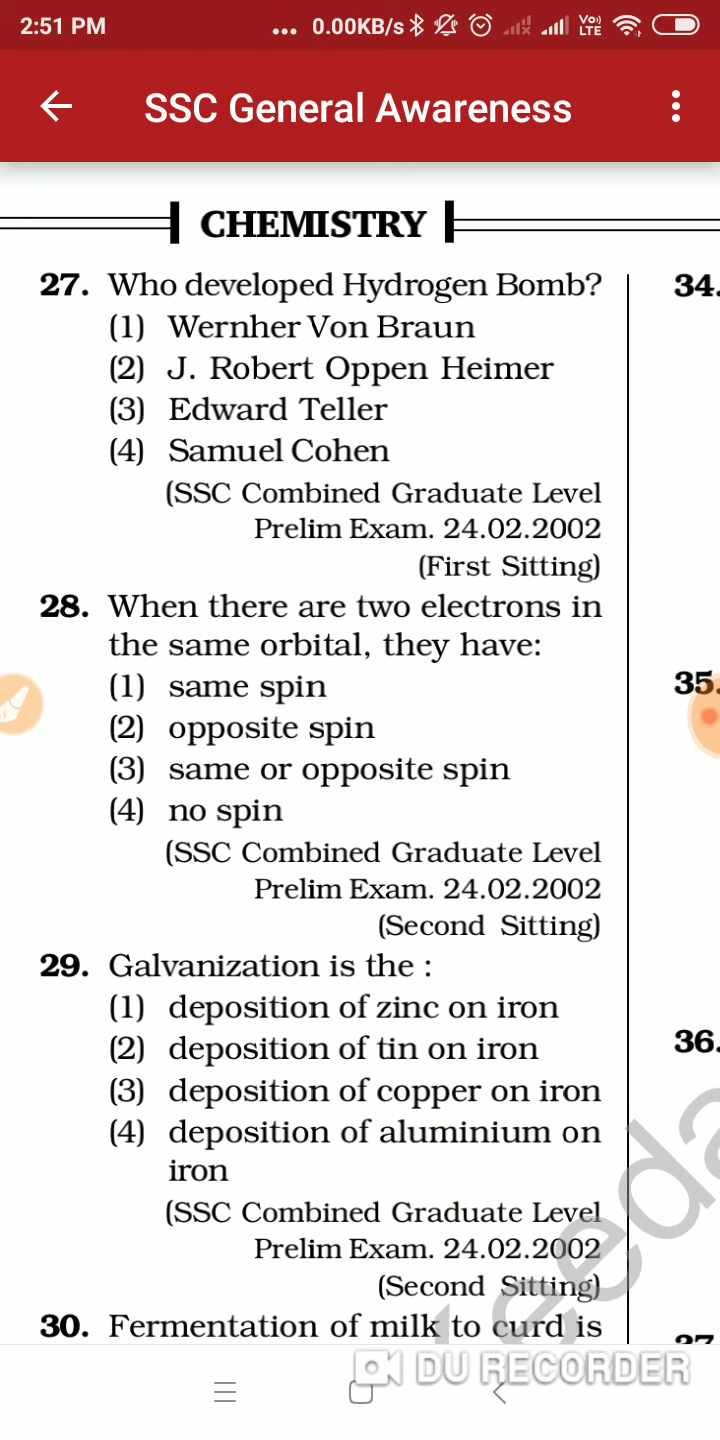 2:51 PM ... 0.00KB/s Vo) LTE
SSC General Awareness
CHEMISTRY
27. Who developed Hydrogen Bomb?
(1) Wernher Von Braun
(2) J. Robert Oppen Heimer
(3) Edward Teller
(4) Samuel Cohen
(SSC Combined Graduate Level
Prelim Exam. 24.02.2002
(First Sitting)
28. When there are two electrons in
the same orbital, they have:
(1) same spin
(2) opposite spin
(3) same or opposite spin
(4) no spin
(SSC Combined Graduate Level
Prelim Exam. 24.02.2002
(Second Sitting)
29. Galvanization is the :
(1) deposition of zinc on iron
(2) deposition of tin on iron
(3) deposition of copper on iron
(4) deposition of aluminium on
iron
(SSC Combined Graduate Level
Prelim Exam. 24.02.2002
(Second Sitting)
30. Fermentation of milk to curd is
34.
35.
36.
DU RECORDER